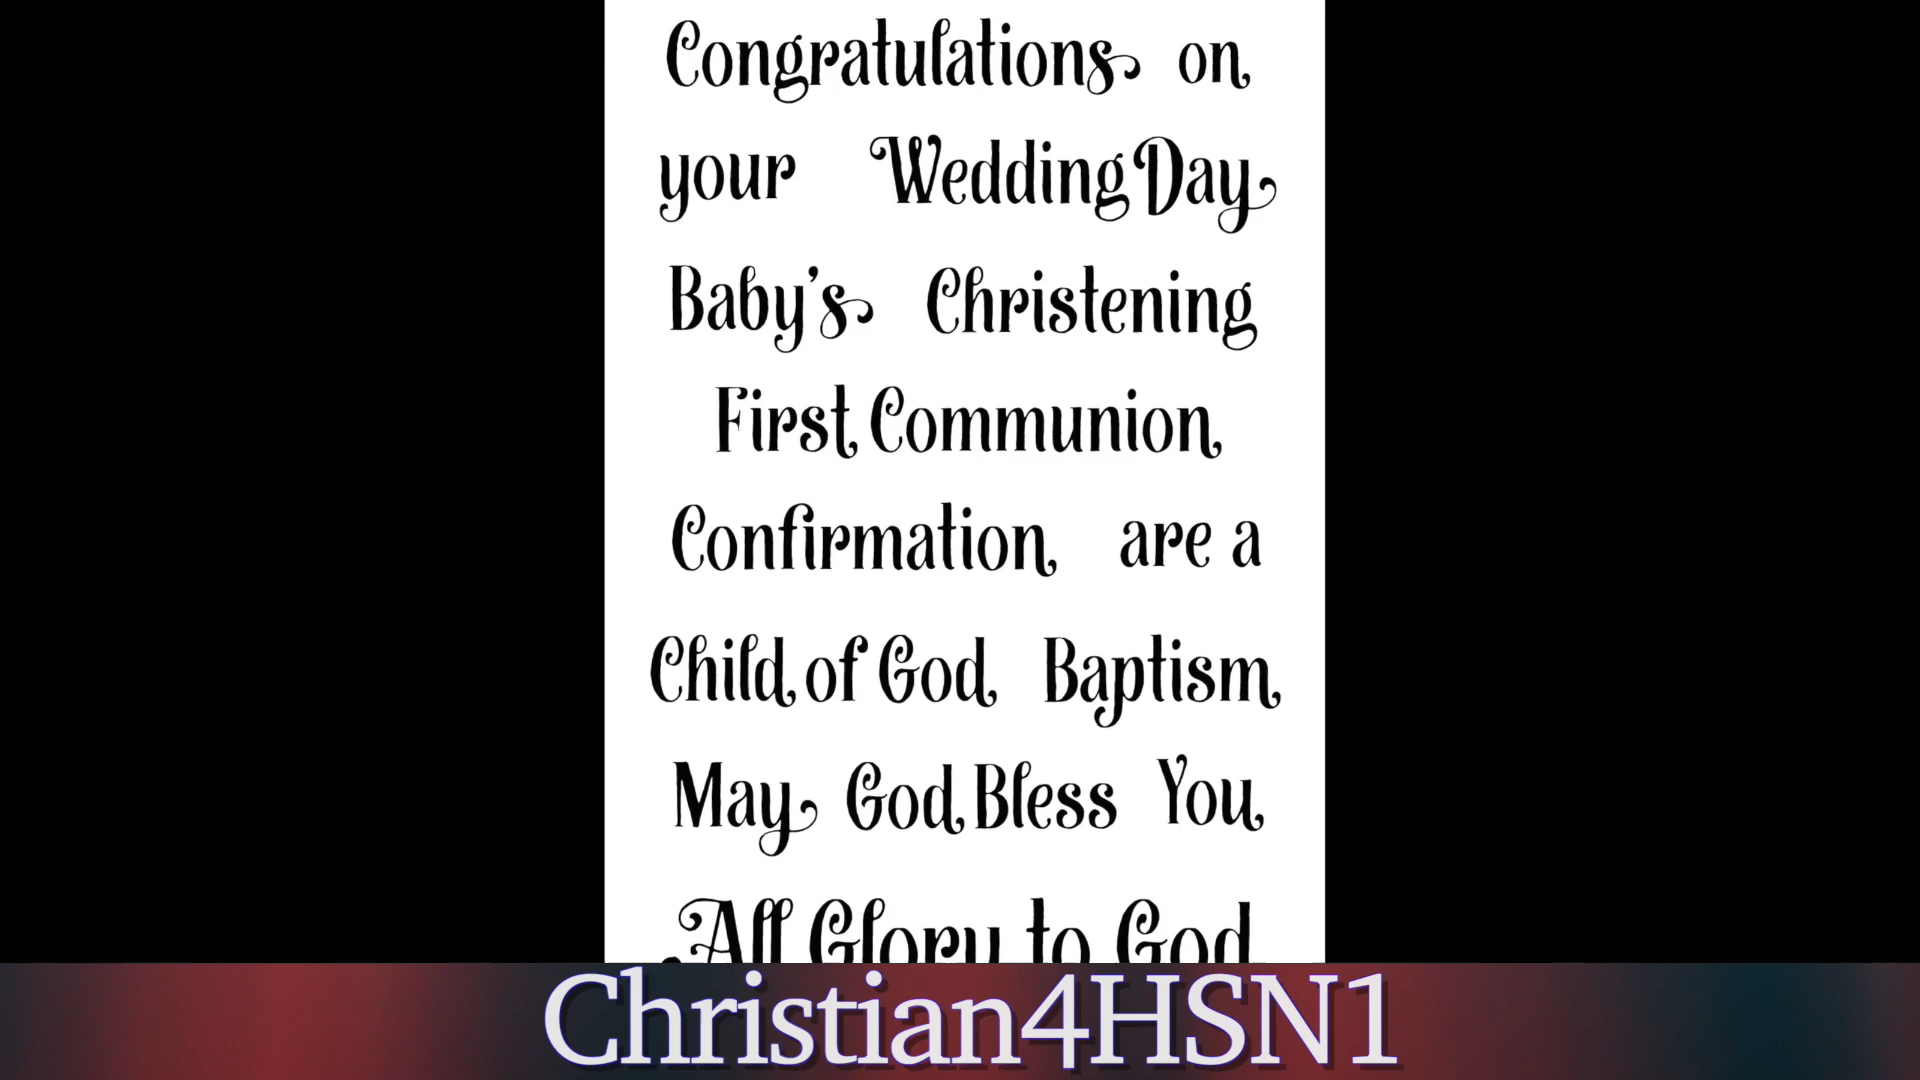 Congratulations on
your Wedding Day
Baby's Christening
First Communion
Confirmation are a
Child of God Baptism
May God Bless You
All Glory to God
Christian4HSN1